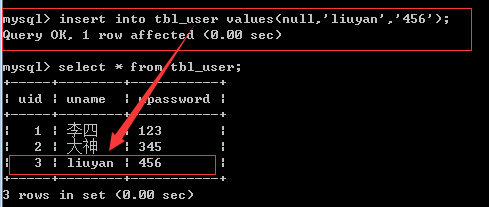 mysql> insert into tbl_user values(null,'liuyan','456');
Query OK, 1 row affected (0.00 sec)
mysql> select * from tbl_user;
+-----+--------+----------+
| uid | uname | upassword |
+-----+--------+----------+
| 1 | 李四 | 123 |
| 2 | 大神 | 345 |
| 3 | liuyan | 456 |
+-----+--------+----------+
3 rows in set (0.00 sec)